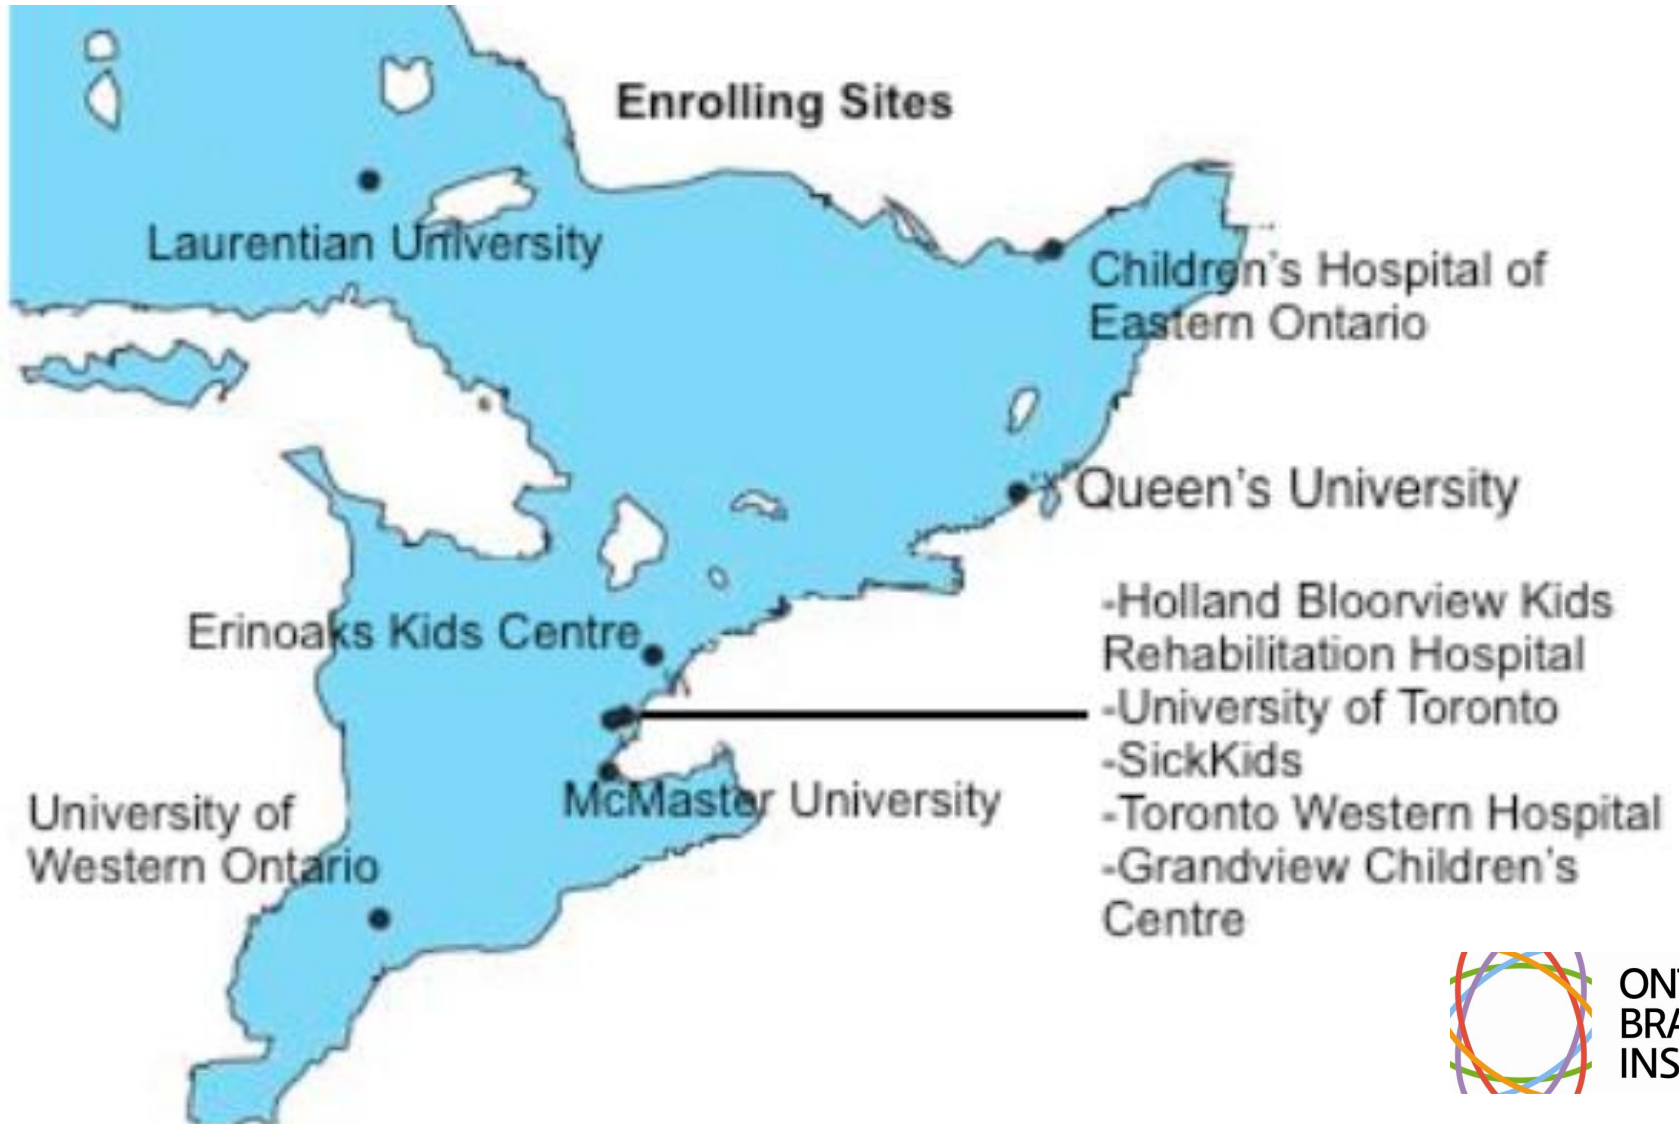 Enrolling Sites
Laurentian University
Children's Hospital of
Eastern Ontario
Queen's University
Erinoaks Kids Centre
-Holland Bloorview Kids
Rehabilitation Hospital
-University of Toronto
-SickKids
-Toronto Western Hospital
-Grandview Children's
Centre
McMaster University
University of
Western Ontario